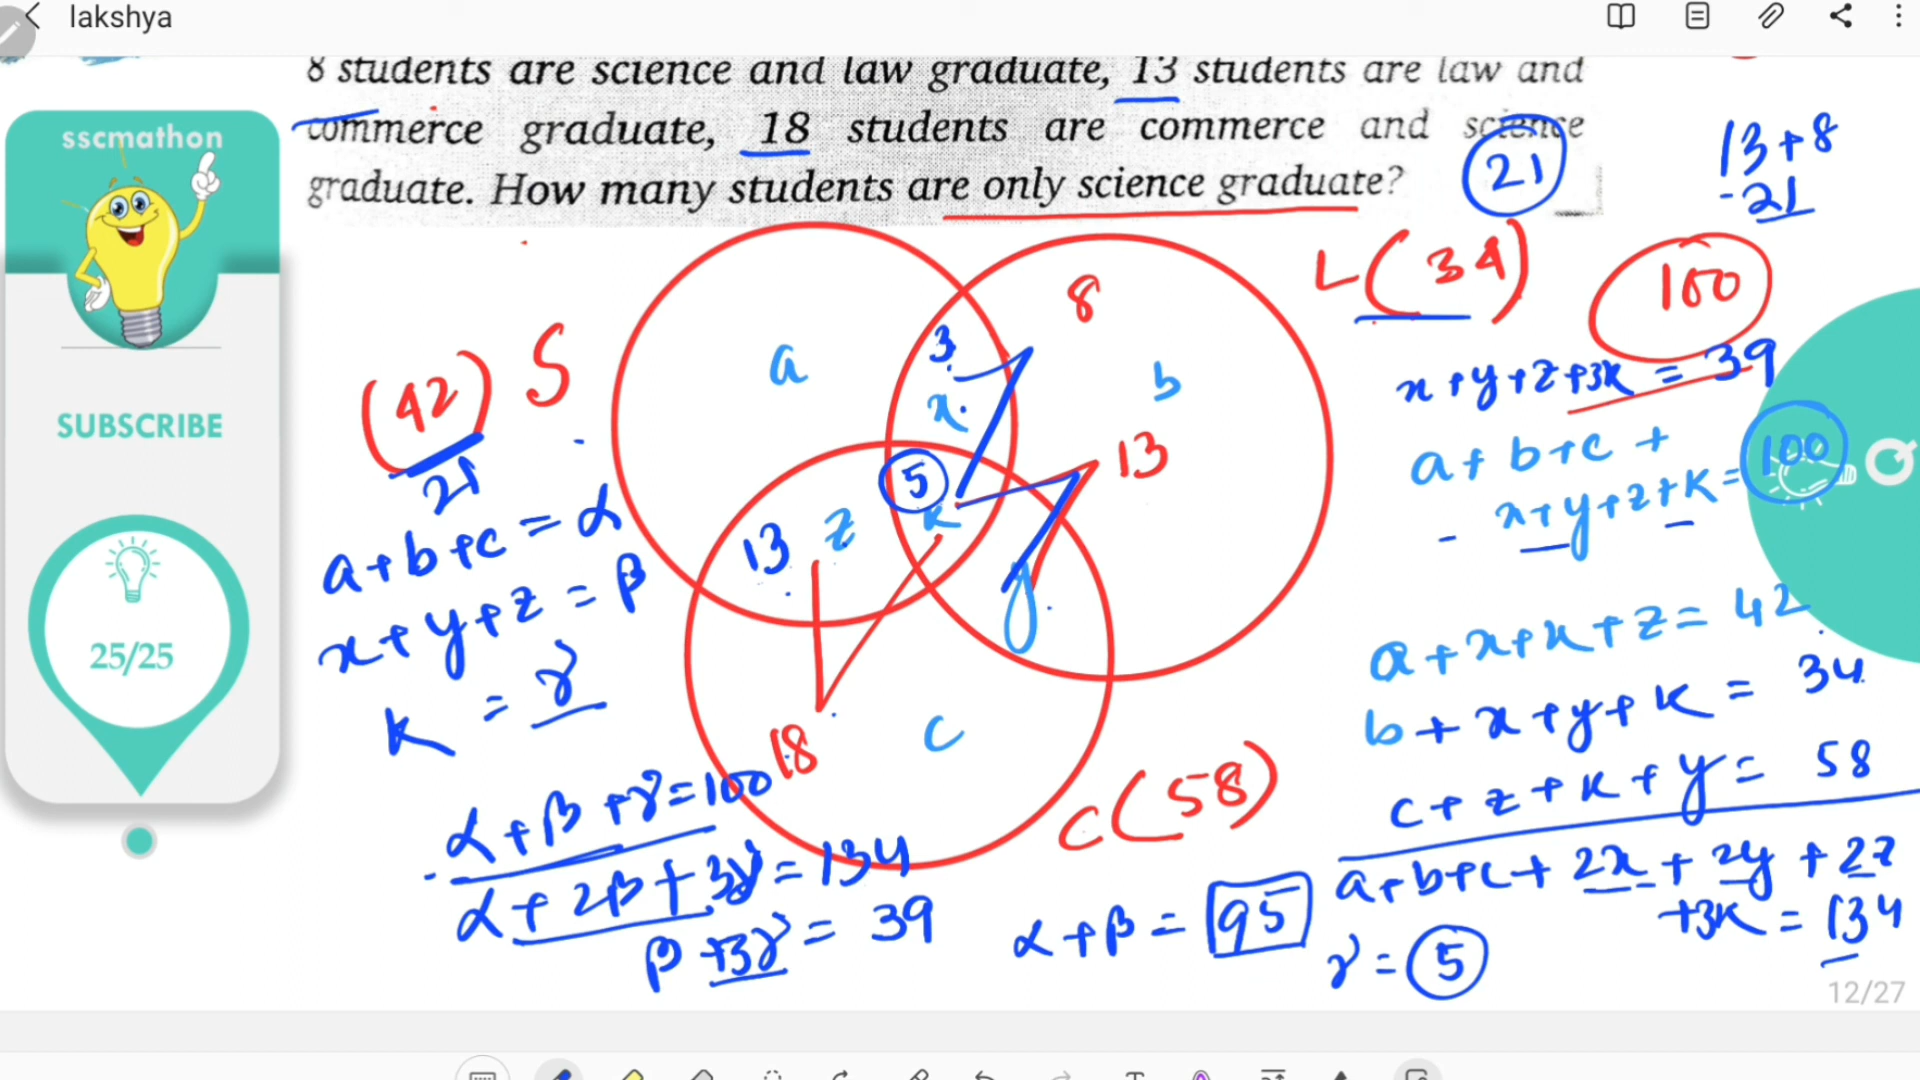 lakshya
8 students are science and law graduate, 13 students are law and
commerce graduate, 18 students are commerce and science
graduate. How many students are only science graduate?
21
13+8
-21
sscmathon
SUBSCRIBE
25/25
L(34)
100
S
(42)
21
8
3
a
b
x
13
5
k
13
z
y
18
c
C(58)
x+y+z+3k = 39
a+b+c+
x+y+z+k=100
a+x+k+z= 42
b+x+y+k = 34
c+z+k+y= 58
a+b+c+2x+2y+2z
+3k = 134
a+b+c=α
x+y+z=β
k=γ
α+β+γ=100
α+2β+3γ=134
β+3γ= 39
α+β=95
γ=5
12/27